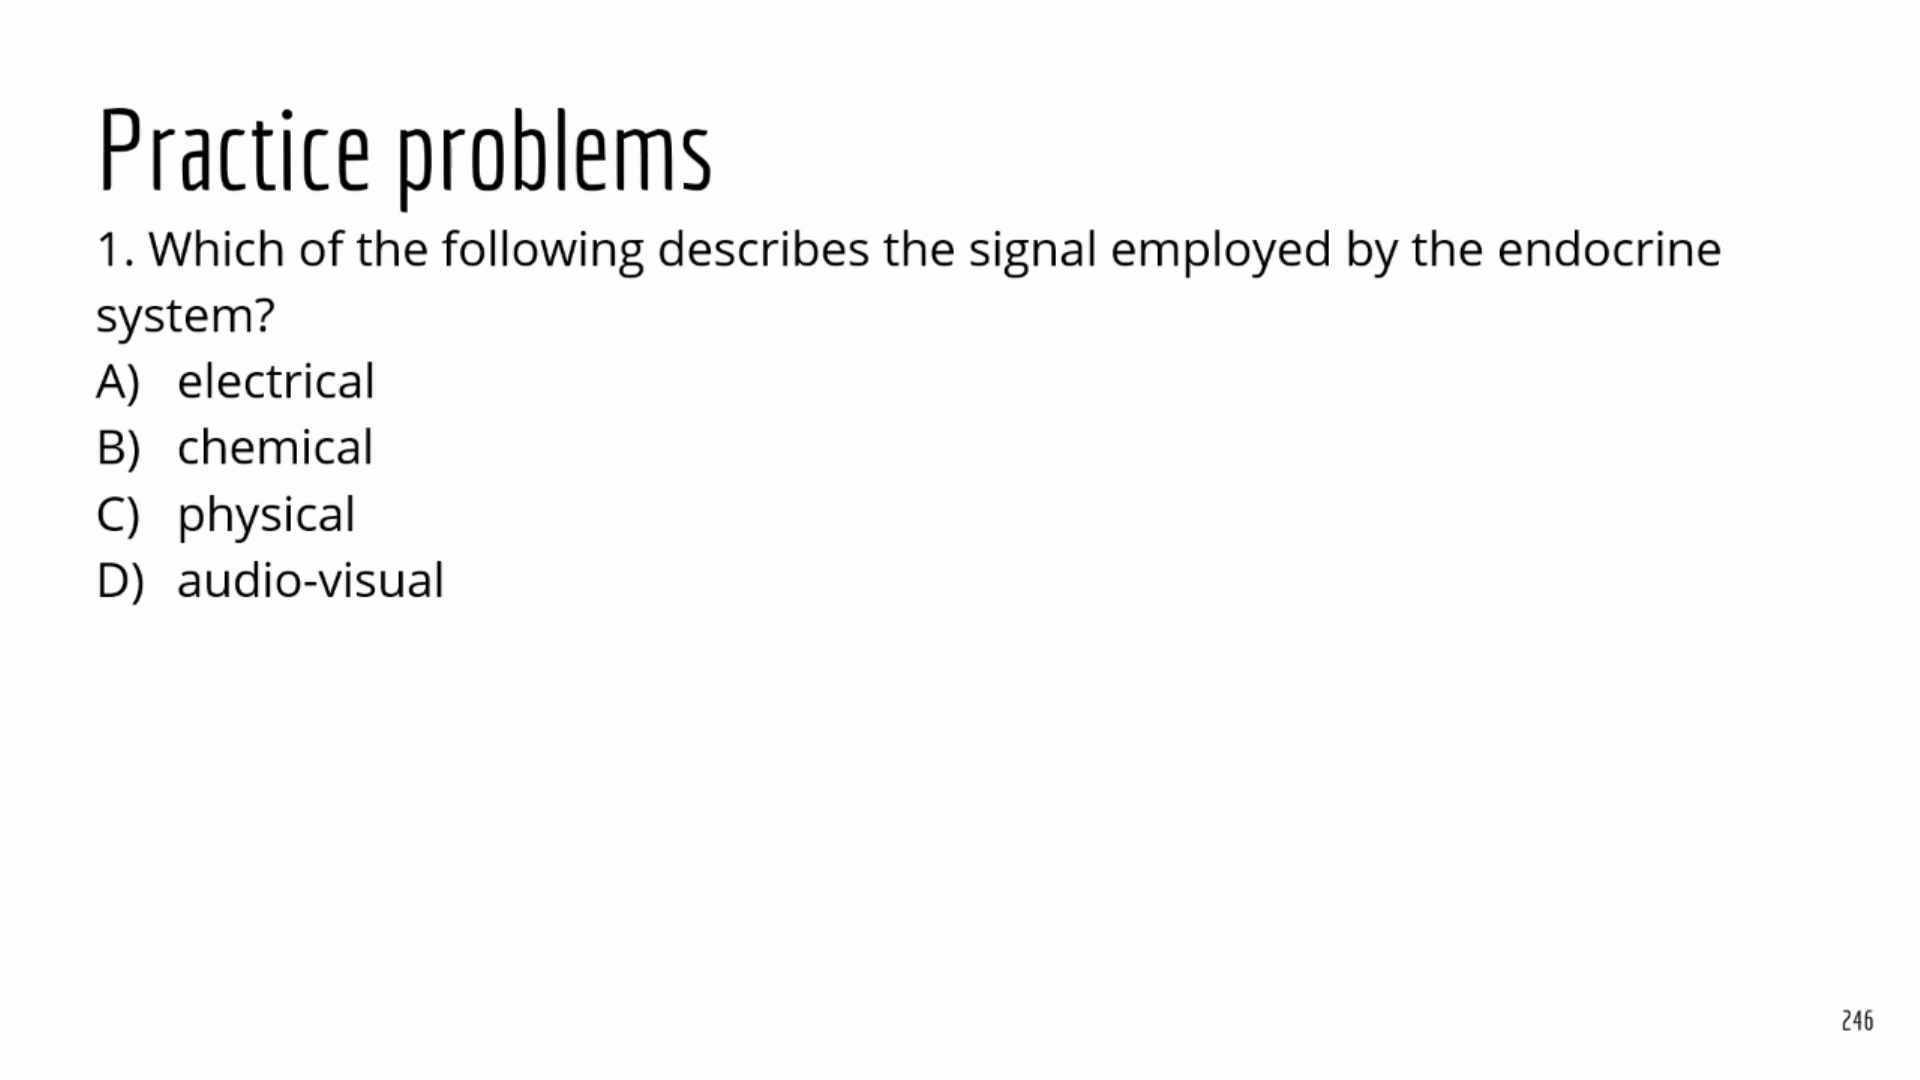 Practice problems
1. Which of the following describes the signal employed by the endocrine
system?
A) electrical
B) chemical
C) physical
D) audio-visual
246